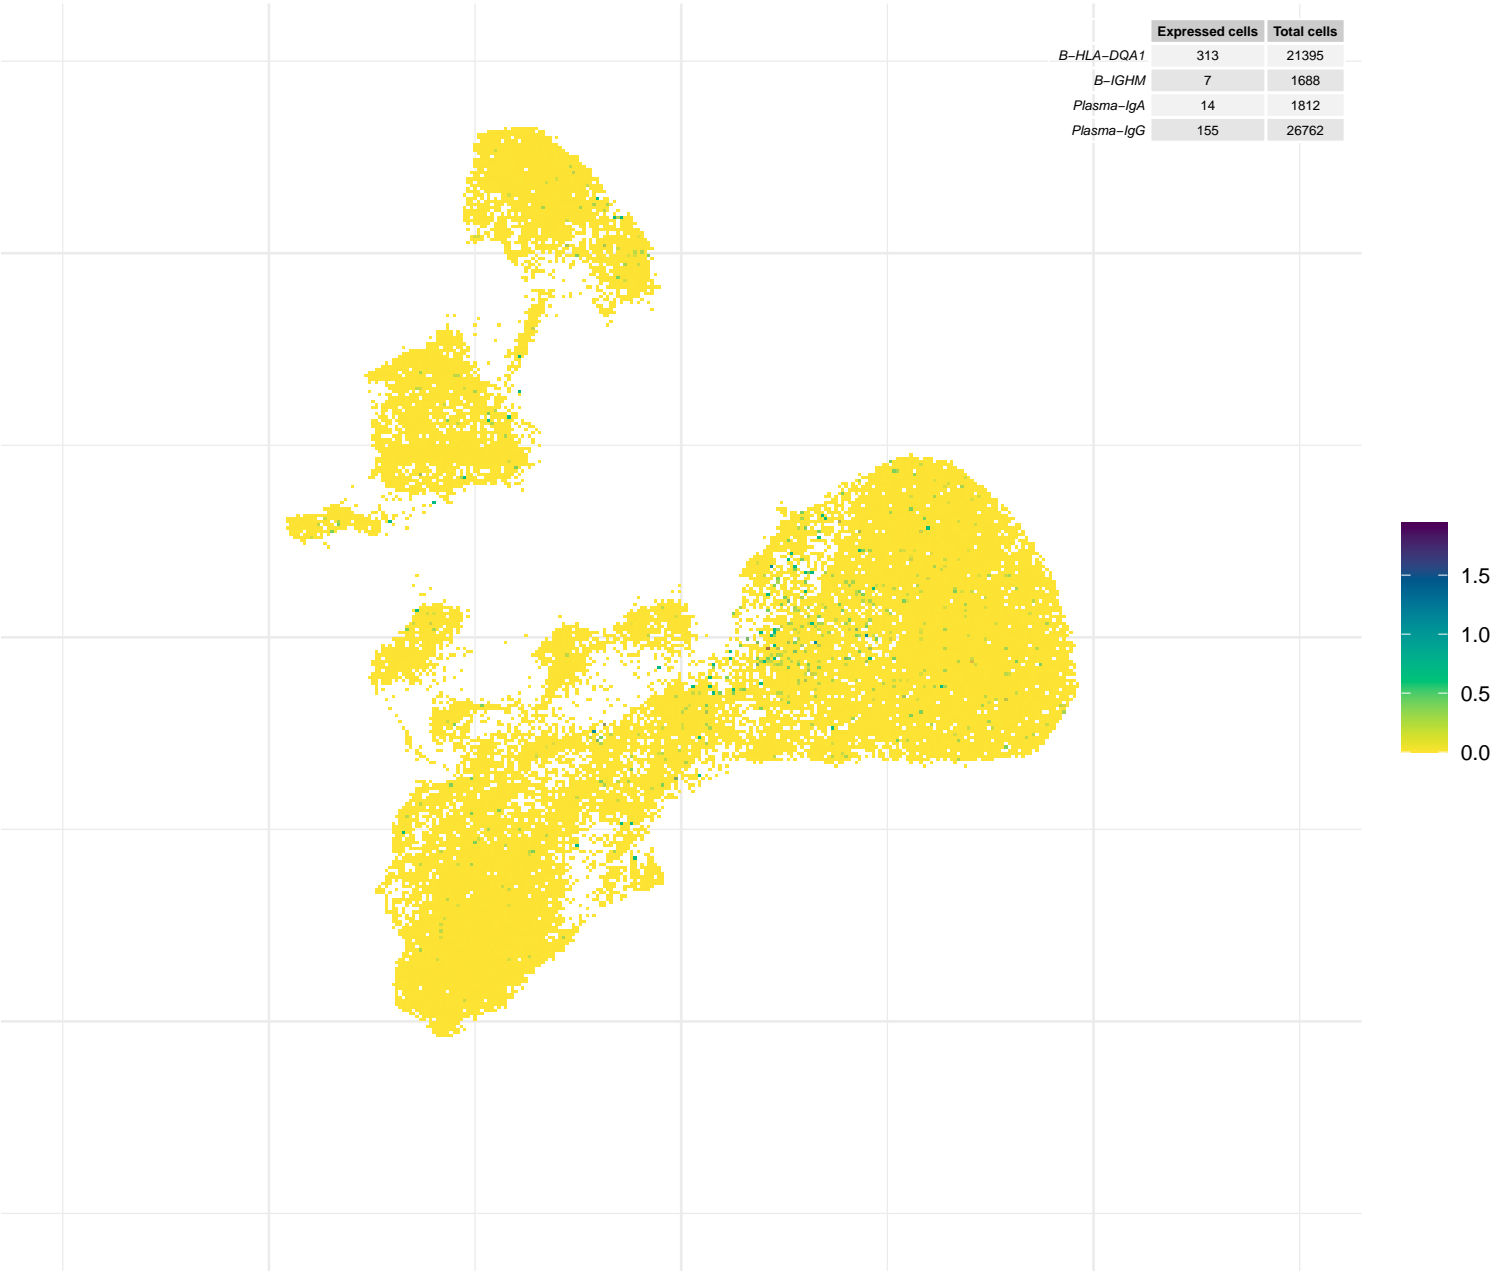 Expressed cells Total cells
B−HLA−DQA1 313 21395
B−IGHM 7 1688
Plasma−IgA 14 1812
Plasma−IgG 155 26762
1.5
1.0
0.5
0.0